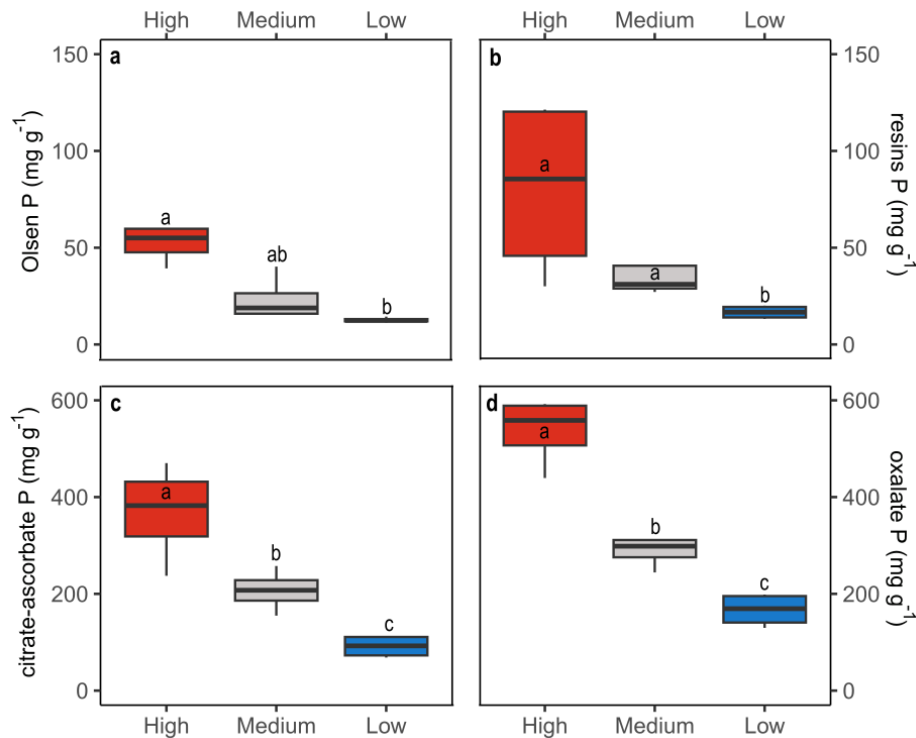 High Medium Low
High Medium Low
a
b
150
100
50
0
Olsen P (mg g⁻¹)
a
ab
b
a
a
b
150
100
50
0
resins P (mg g⁻¹)
c
d
600
400
200
0
citrate-ascorbate P (mg g⁻¹)
a
b
c
a
b
c
600
400
200
0
oxalate P (mg g⁻¹)
High Medium Low
High Medium Low